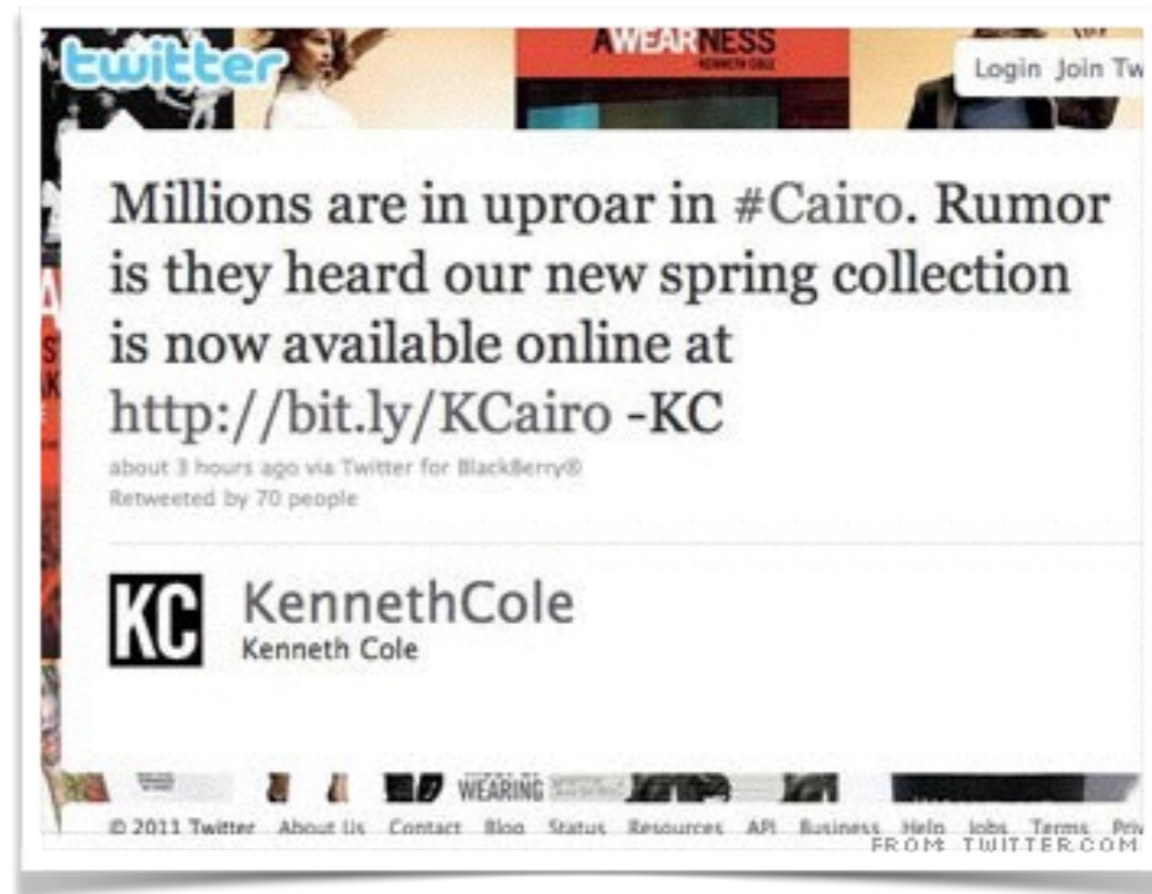 twitter
AWEARNESS
KENNETH COLE
Login Join Tw
Millions are in uproar in #Cairo. Rumor
is they heard our new spring collection
is now available online at
http://bit.ly/KCairo -KC
about 3 hours ago via Twitter for BlackBerry®
Retweeted by 70 people
KC
KennethCole
Kenneth Cole
WEARING
© 2011 Twitter About Us Contact Blog Status Resources API Business Help Jobs Terms Priv
FROM TWITTER.COM